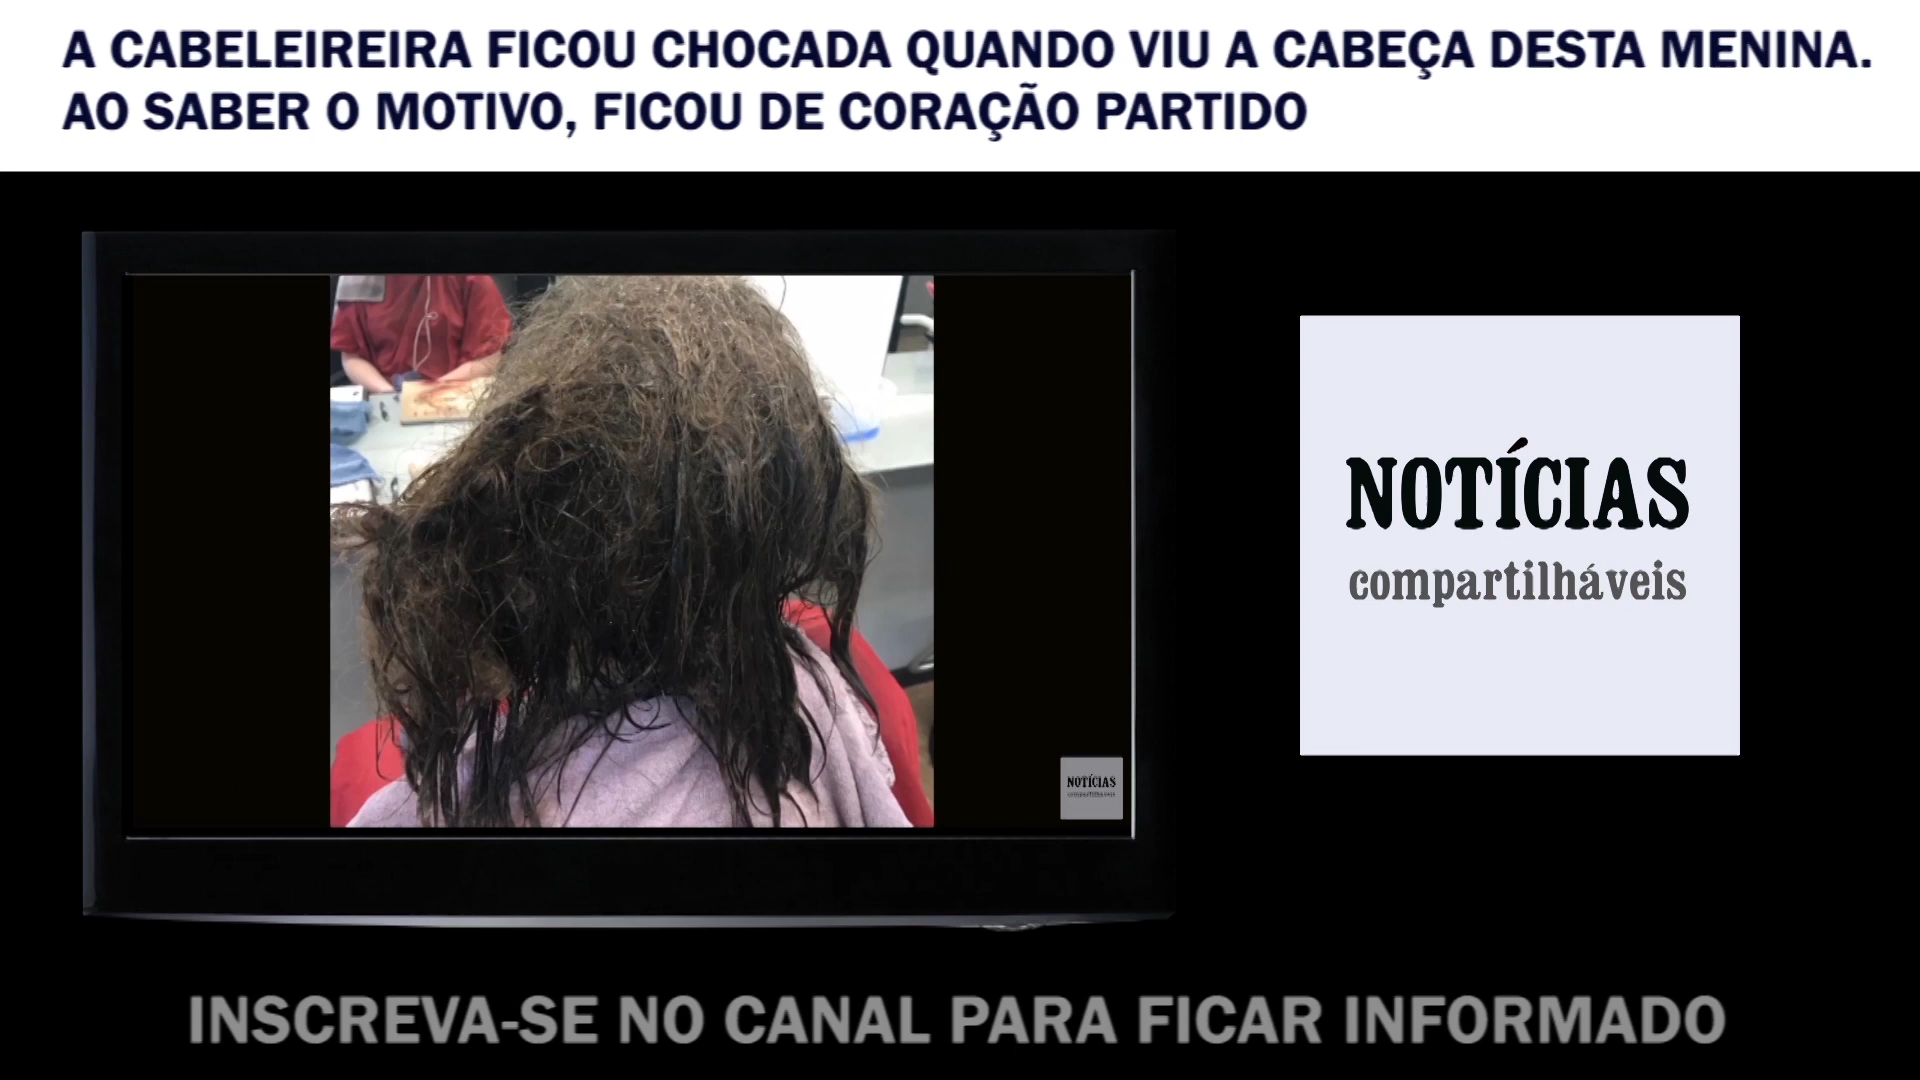 A CABELEIREIRA FICOU CHOCADA QUANDO VIU A CABEÇA DESTA MENINA.
AO SABER O MOTIVO, FICOU DE CORAÇÃO PARTIDO
NOTÍCIAS
compartilháveis
NOTÍCIAS
compartilháveis
INSCREVA-SE NO CANAL PARA FICAR INFORMADO